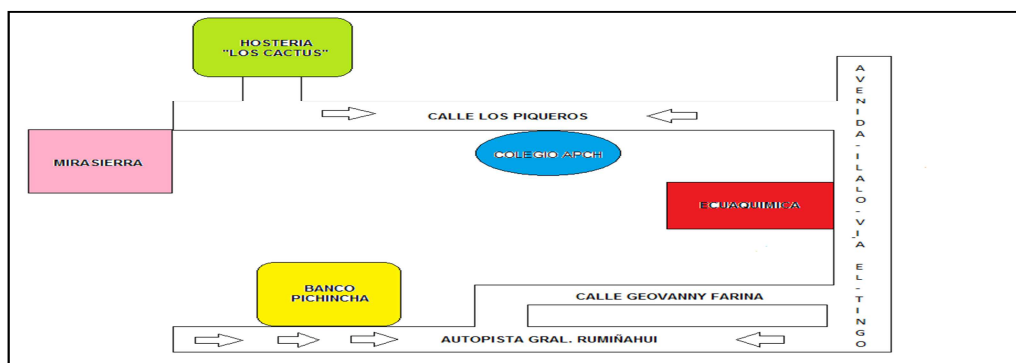 HOSTERIA
"LOS CACTUS"
CALLE LOS PIQUEROS
MIRASIERRA
COLEGIO APCH
ECUAQUIMICA
BANCO
PICHINCHA
CALLE GEOVANNY FARINA
AUTOPISTA GRAL. RUMIÑAHUI
AVENIDA-ILALO-VIA EL-TINGO